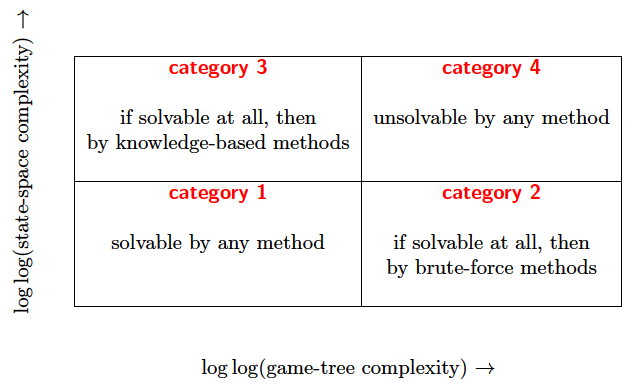 log log(state-space complexity) →
category 3
if solvable at all, then
by knowledge-based methods
category 4
unsolvable by any method
category 1
solvable by any method
category 2
if solvable at all, then
by brute-force methods
log log(game-tree complexity) →